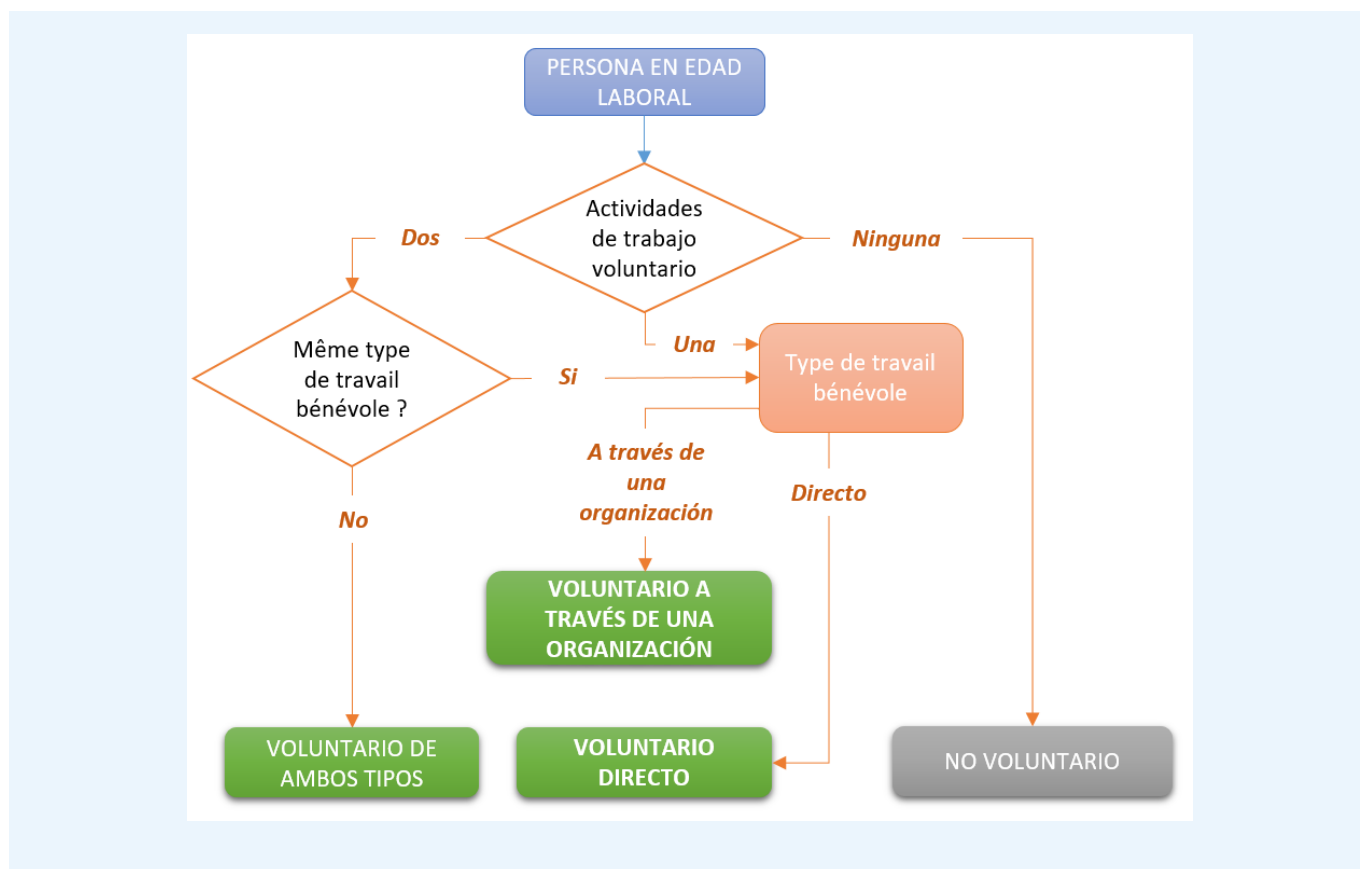 PERSONA EN EDAD
LABORAL
Actividades
de trabajo
voluntario
Dos
Ninguna
Una
Même type
de travail
bénévole ?
Si
Type de travail
bénévole
A través de
una
organización
Directo
No
VOLUNTARIO A
TRAVÉS DE UNA
ORGANIZACIÓN
VOLUNTARIO DE
AMBOS TIPOS
VOLUNTARIO
DIRECTO
NO VOLUNTARIO